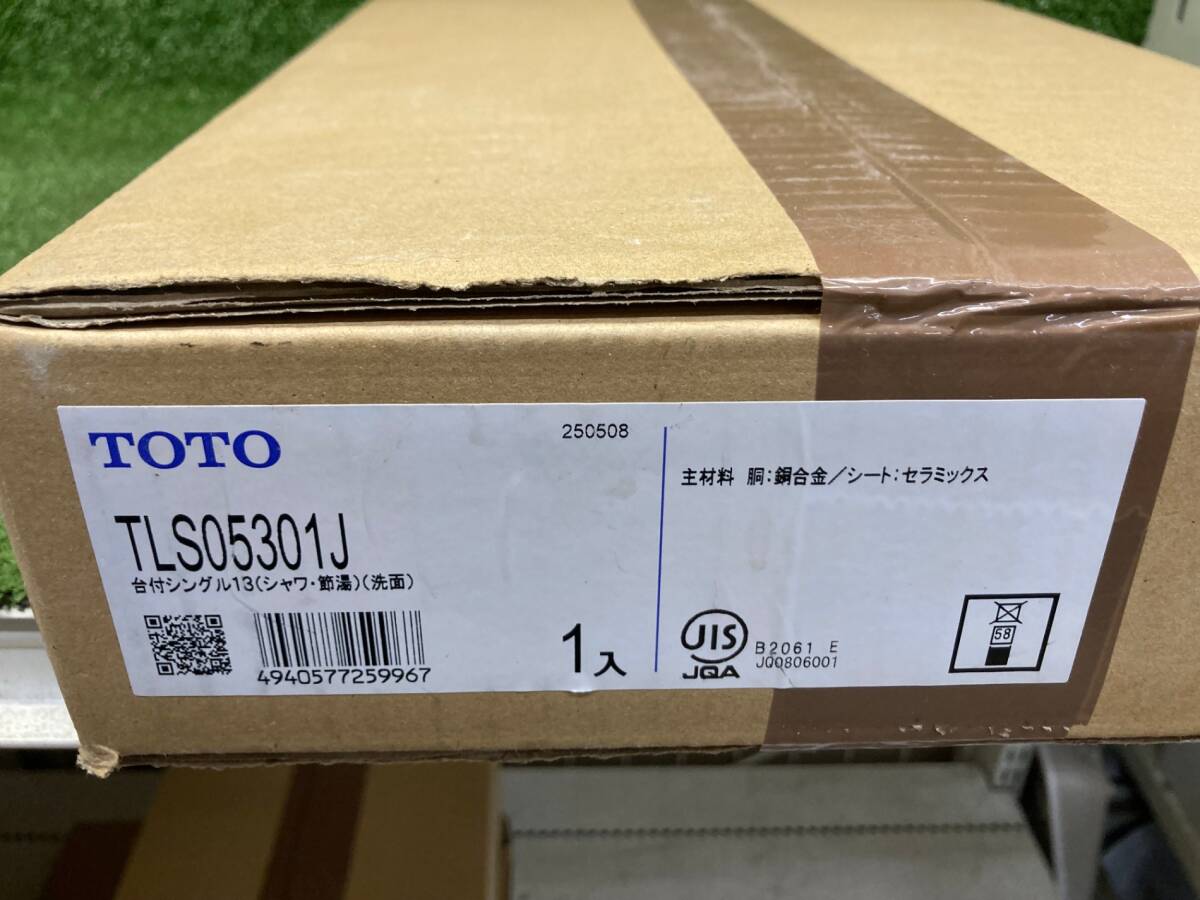 TOTO
250508
TLS05301J
台付シングル13(シャワ・節湯)(洗面)
4940577259967
1入
主材料 胴:銅合金/シート:セラミックス
JIS
JQA
B2061 E
JQ0806001
58